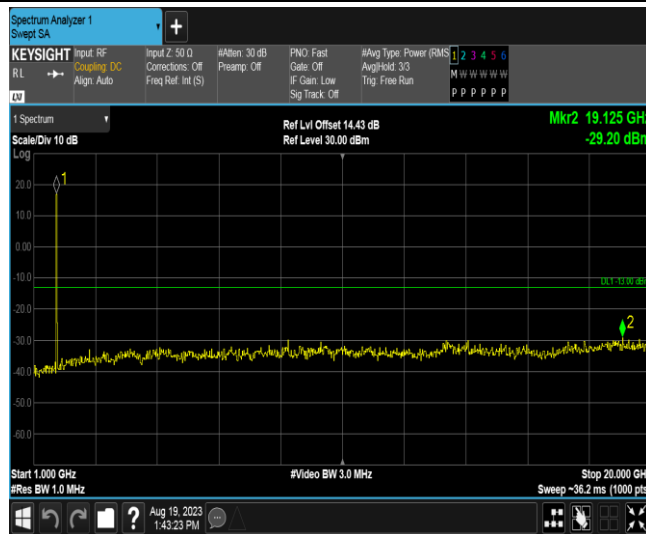 Spectrum Analyzer 1
Swept SA
+
KEYSIGHT
RL
LXI
Input: RF
Coupling: DC
Align: Auto
Input Z: 50 Ω
Corrections: Off
Freq Ref: Int (S)
#Atten: 30 dB
Preamp: Off
PNO: Fast
Gate: Off
IF Gain: Low
Sig Track: Off
#Avg Type: Power (RMS
Avg|Hold: 3/3
Trig: Free Run
1 2 3 4 5 6
M W W W W W
P P P P P P
1 Spectrum
Scale/Div 10 dB
Log
Ref Lvl Offset 14.43 dB
Ref Level 30.00 dBm
Mkr2 19.125 GHz
-29.20 dBm
20.0
10.0
0.00
-10.0
-20.0
-30.0
-40.0
-50.0
-60.0
1
DL1 -13.00 dBm
2
Start 1.000 GHz
#Res BW 1.0 MHz
#Video BW 3.0 MHz
Stop 20.000 GHz
Sweep ~36.2 ms (1000 pts
?
Aug 19, 2023
1:43:23 PM